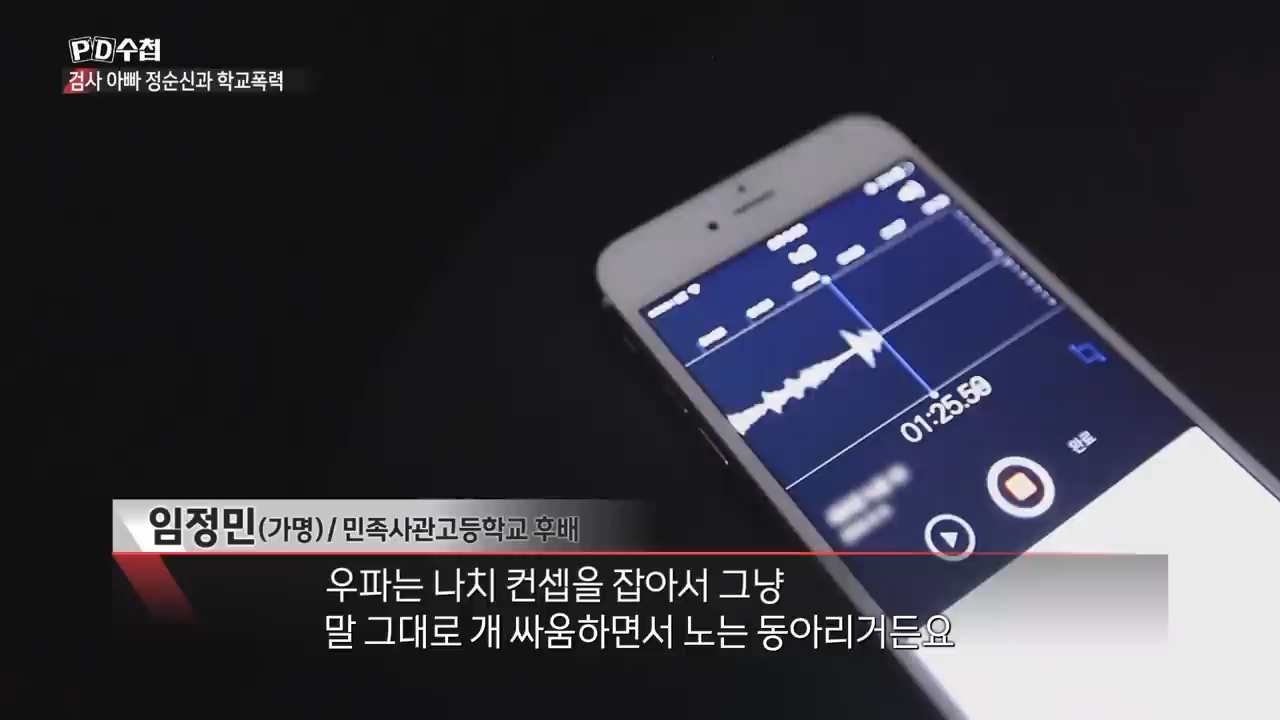 PD수첩
검사 아빠 정순신과 학교폭력
01:25.59
완료
임정민(가명) / 민족사관고등학교 후배
우파는 나치 컨셉을 잡아서 그냥
말 그대로 개 싸움하면서 노는 동아리거든요